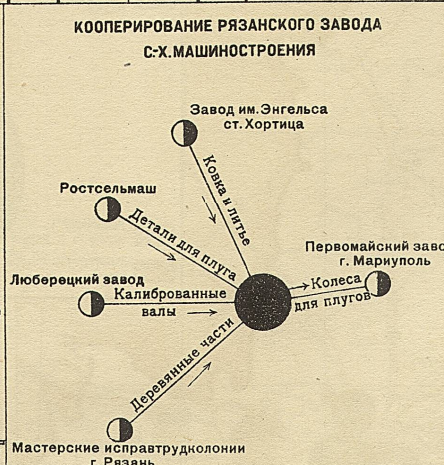 КООПЕРИРОВАНИЕ РЯЗАНСКОГО ЗАВОДА
С.-Х. МАШИНОСТРОЕНИЯ
Завод им. Энгельса
ст. Хортица
Ковка и литье
Ростсельмаш
Детали для плуга
Первомайский заво
г. Мариуполь
Колеса
для плугов
Люберецкий завод
Калиброванные
валы
Деревянные части
Мастерские исправтрудколонии
г. Рязань